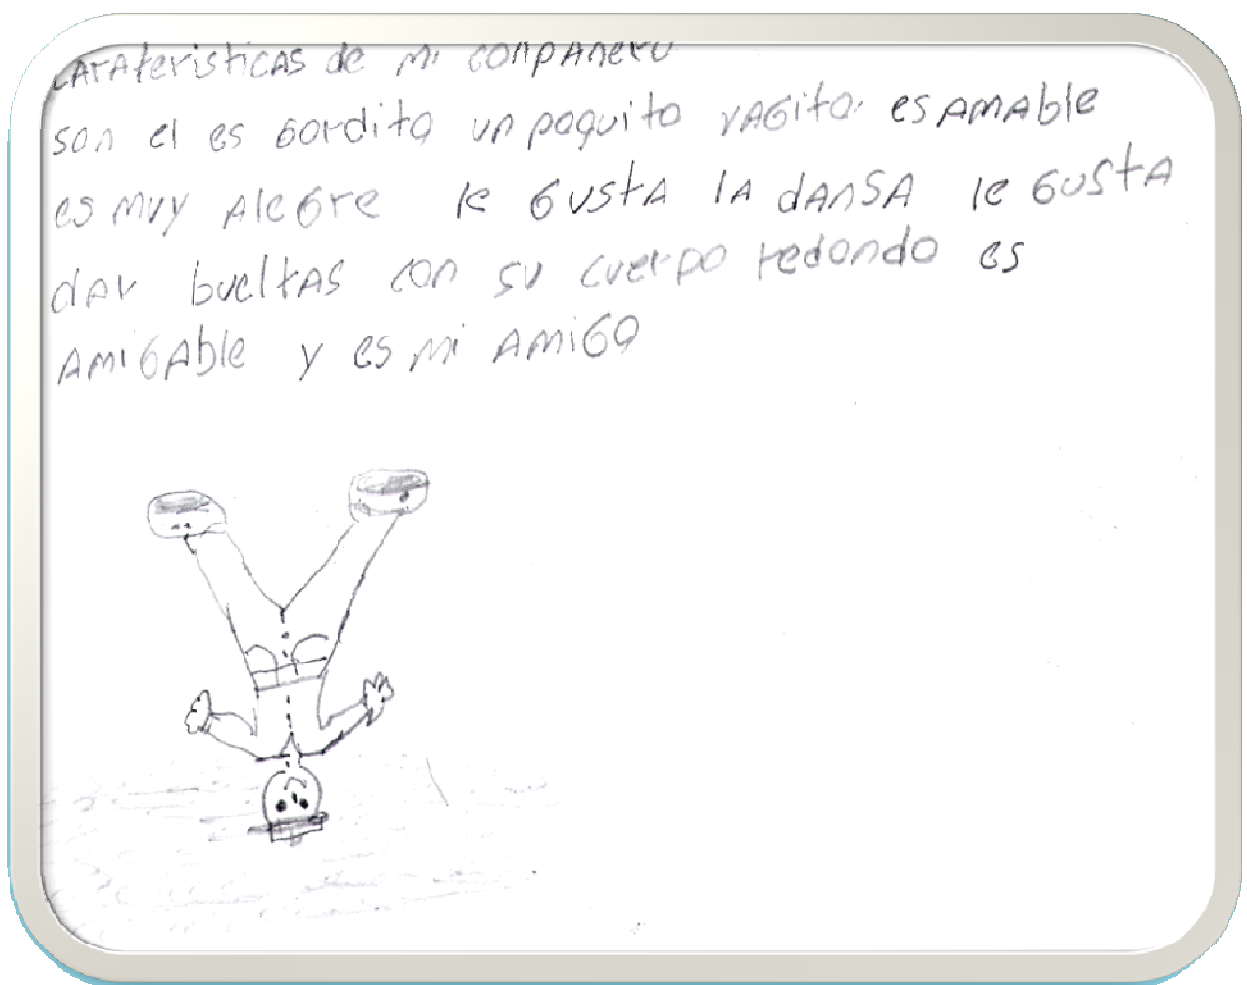 cArAteristicAs de mi conpAñero
son el es Gordito un poquito vAGito. es AmAble
es muy AleGre le GustA lA dAnsA le GustA
dAr bueltAs con su cuerpo redondo es
AmiGAble y es mi AmiGo